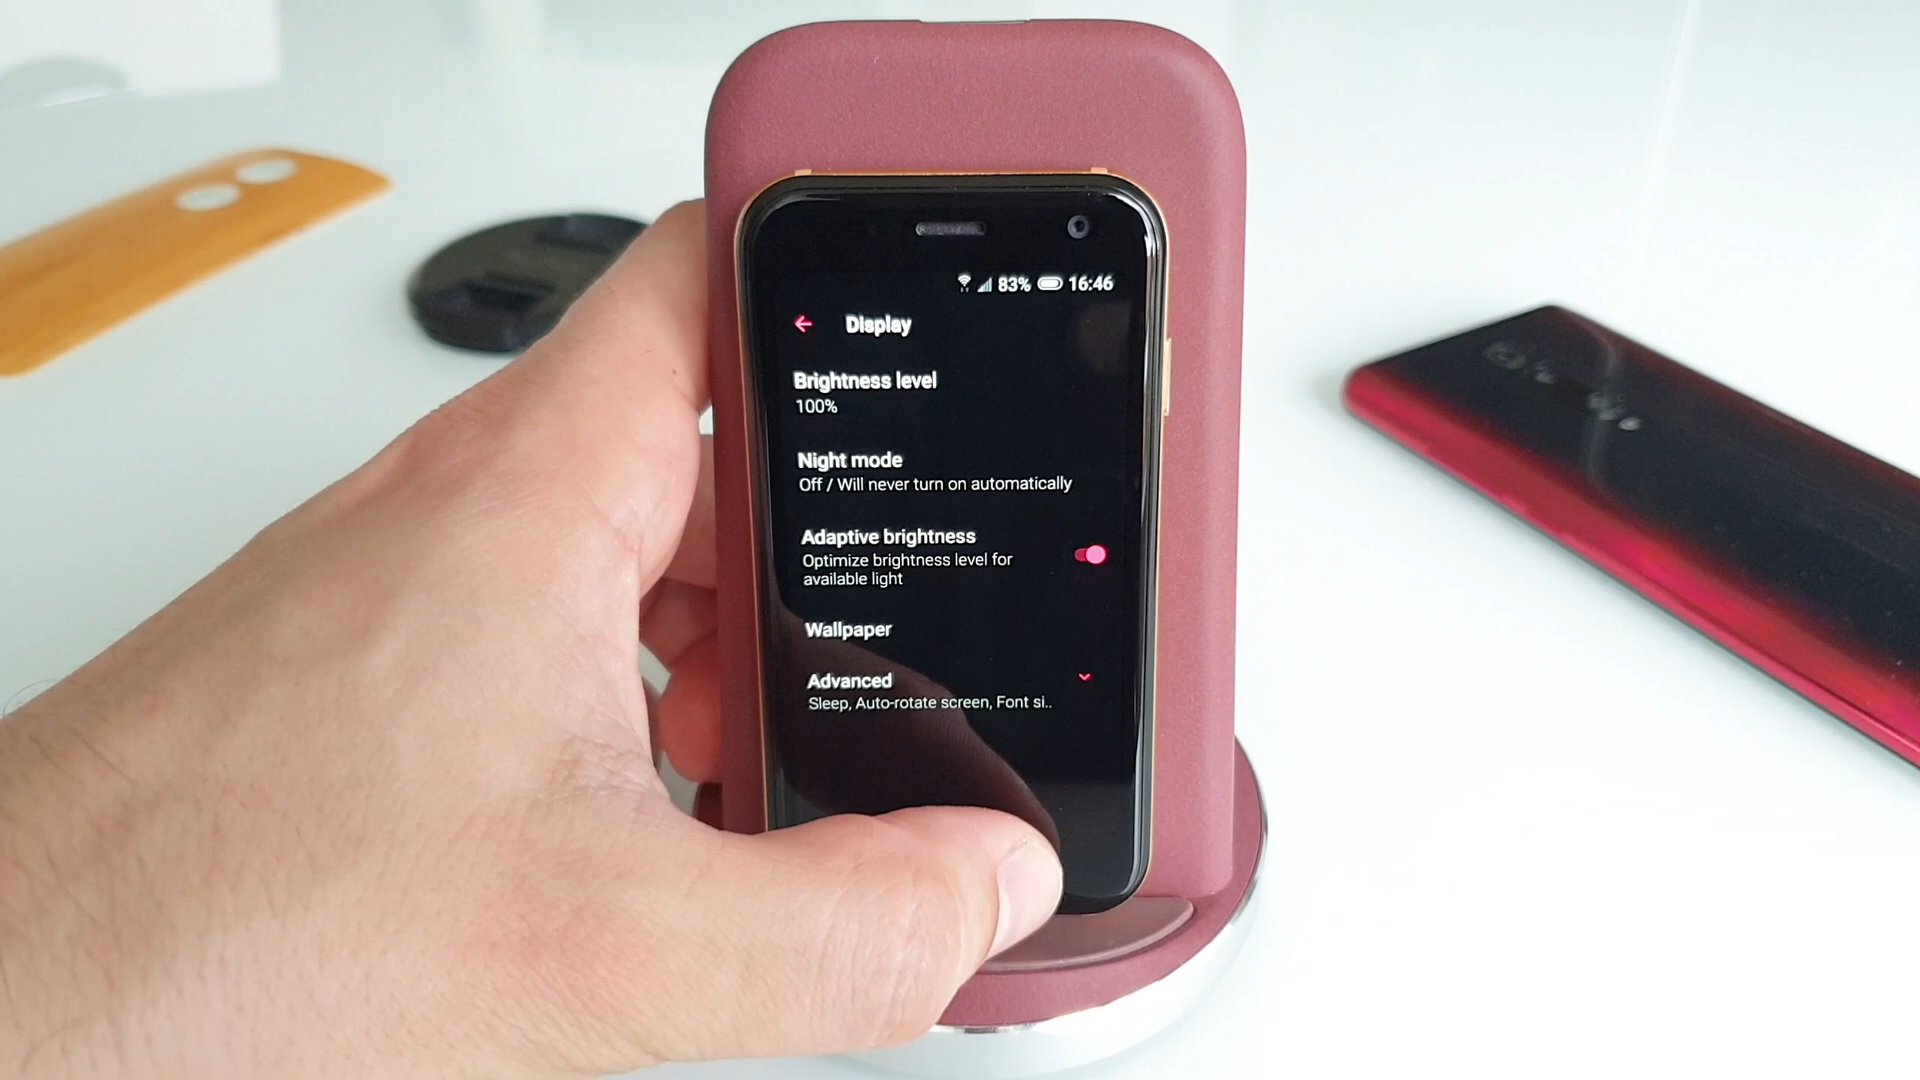 83% 16:46
Display
Brightness level
100%
Night mode
Off / Will never turn on automatically
Adaptive brightness
Optimize brightness level for
available light
Wallpaper
Advanced
Sleep, Auto-rotate screen, Font si..